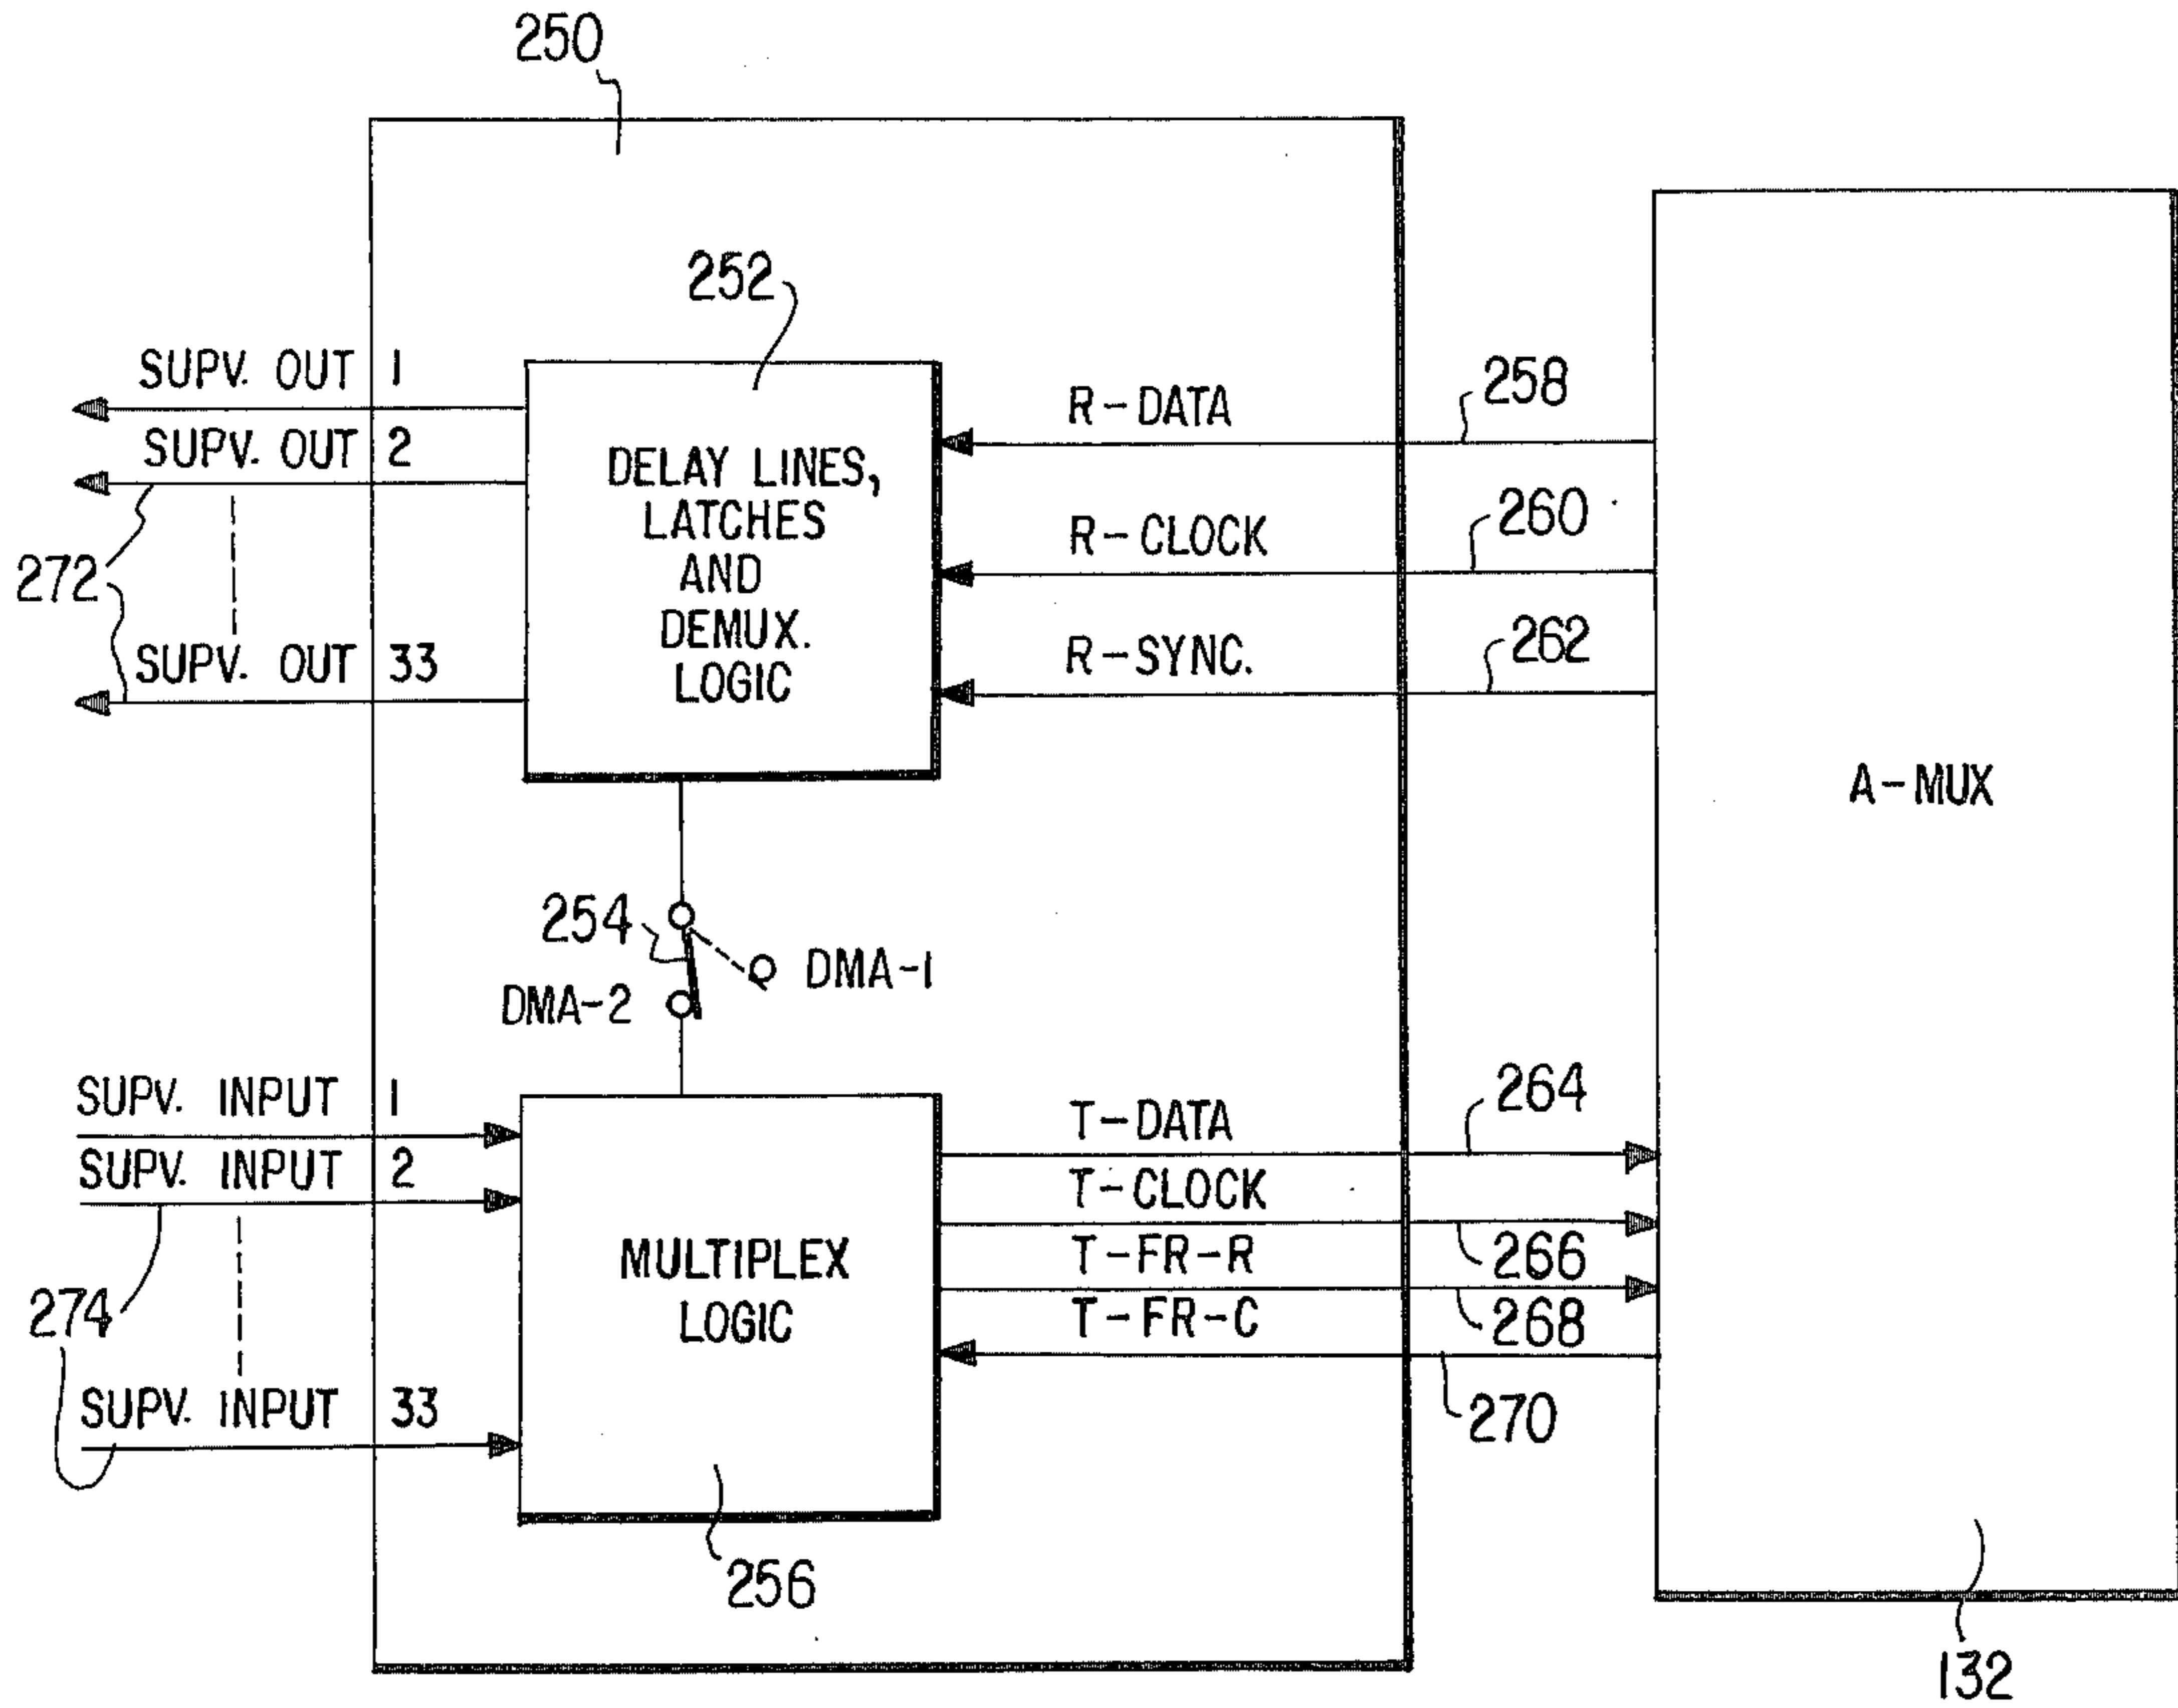 250
252
SUPV. OUT 1
SUPV. OUT 2
272
SUPV. OUT 33
DELAY LINES,
LATCHES
AND
DEMUX.
LOGIC
R-DATA
258
R-CLOCK
260
R-SYNC.
262
A-MUX
254
DMA-1
DMA-2
SUPV. INPUT 1
SUPV. INPUT 2
274
SUPV. INPUT 33
MULTIPLEX
LOGIC
T-DATA
264
T-CLOCK
266
T-FR-R
268
T-FR-C
270
256
132